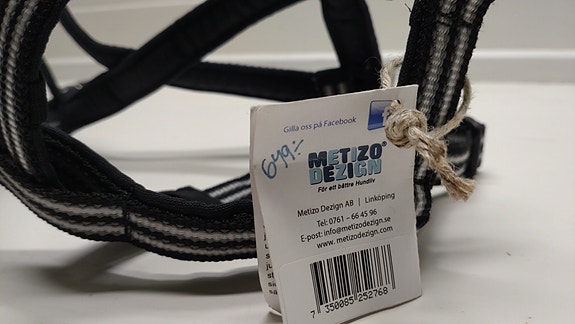 Gilla oss på Facebook
649:-
METIZO®
DEZIGN
För ett bättre Hundliv
Metizo Dezign AB | Linköping
Tel: 0761 - 66 45 96
E-post: info@metizodezign.se
www. metizodezign.com
7 350085 252768